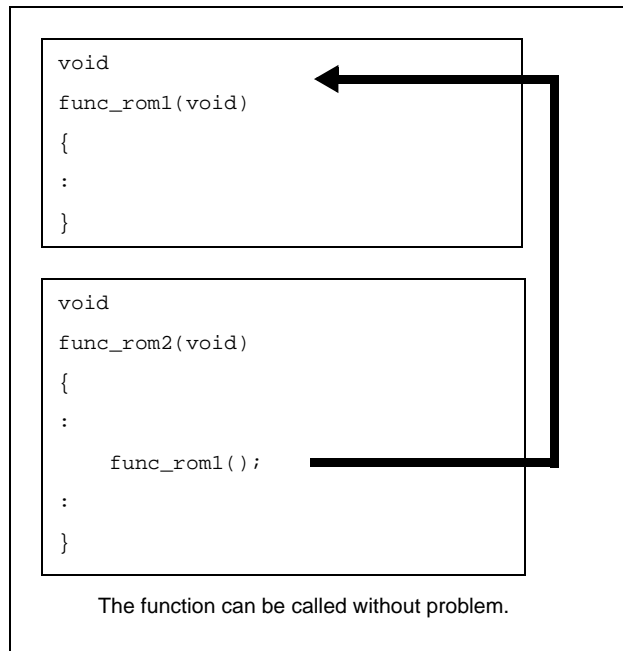 void
func_rom1(void)
{
:
}
void
func_rom2(void)
{
:
func_rom1();
:
}
The function can be called without problem.